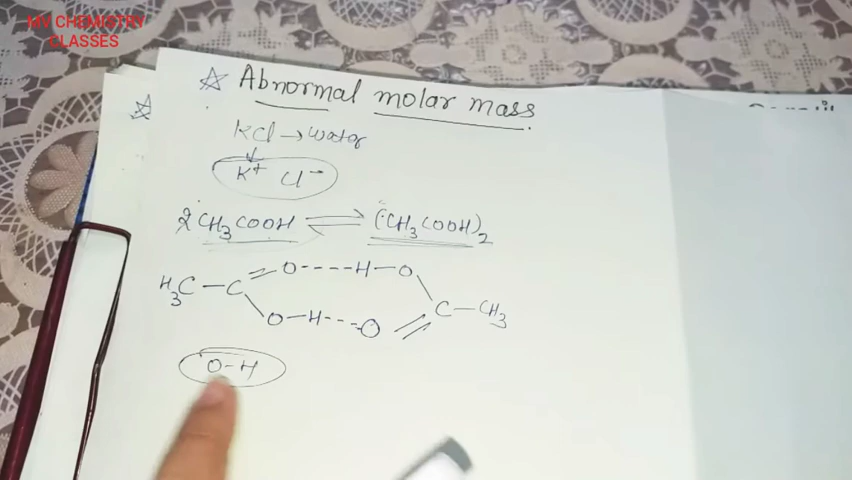 MV CHEMISTRY
CLASSES
☆ Abnormal molar mass
KCl → water
↓
K⁺ Cl⁻
2CH₃COOH ⇌ (CH₃COOH)₂
H₃C—C=O----H—O
O—H---O=C—CH₃
O-H